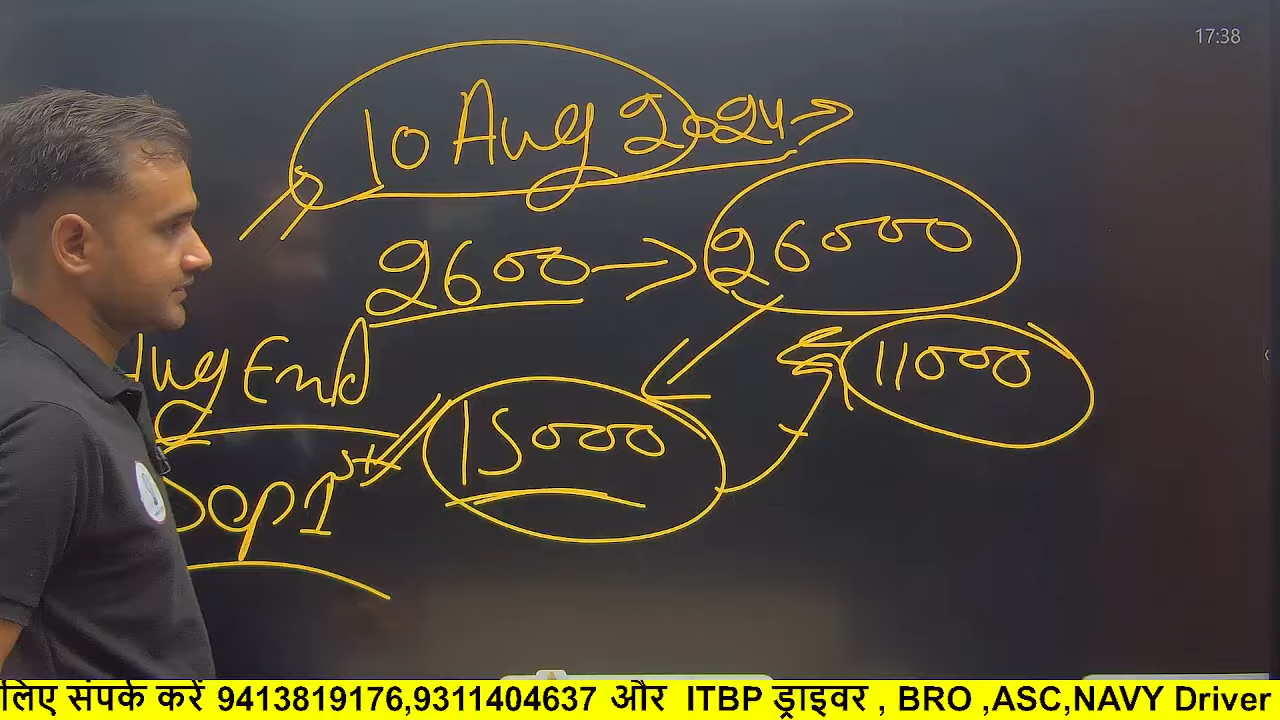 17:38
10 Aug 2024
2600 → 26000
11000
Aug End
15000
Sep 1st
लिए संपर्क करें 9413819176,9311404637 और ITBP ड्राइवर , BRO ,ASC,NAVY Driver